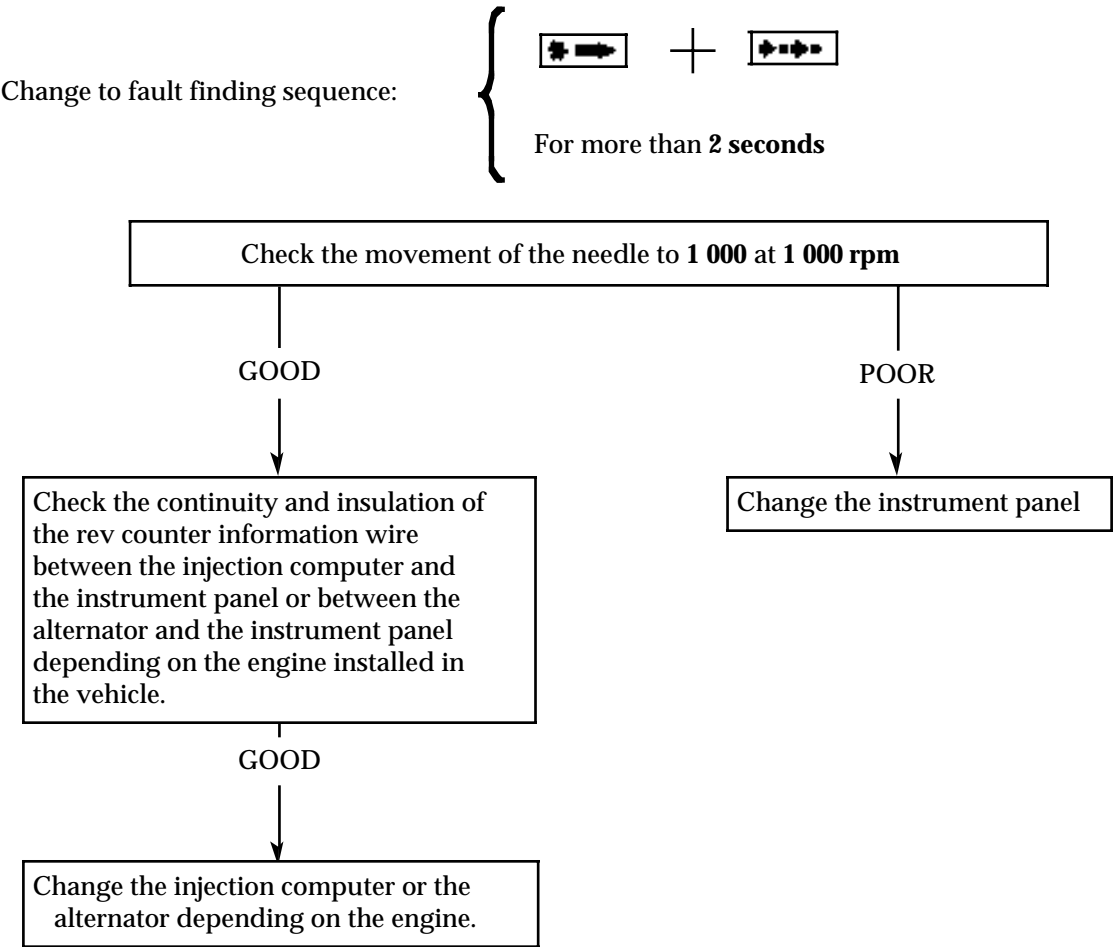 Change to fault finding sequence:
For more than 2 seconds
Check the movement of the needle to 1 000 at 1 000 rpm
GOOD
POOR
Check the continuity and insulation of
the rev counter information wire
between the injection computer and
the instrument panel or between the
alternator and the instrument panel
depending on the engine installed in
the vehicle.
Change the instrument panel
GOOD
Change the injection computer or the
alternator depending on the engine.